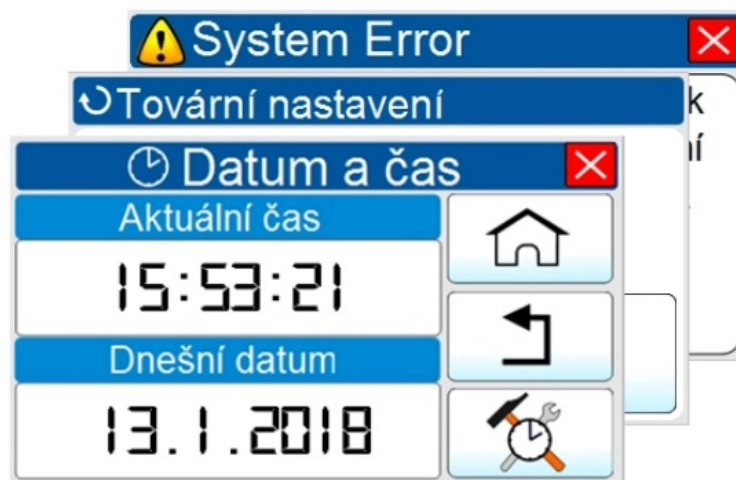 System Error
Tovární nastavení
k
í
Datum a čas
Aktuální čas
15:53:21
Dnešní datum
13.1.2018